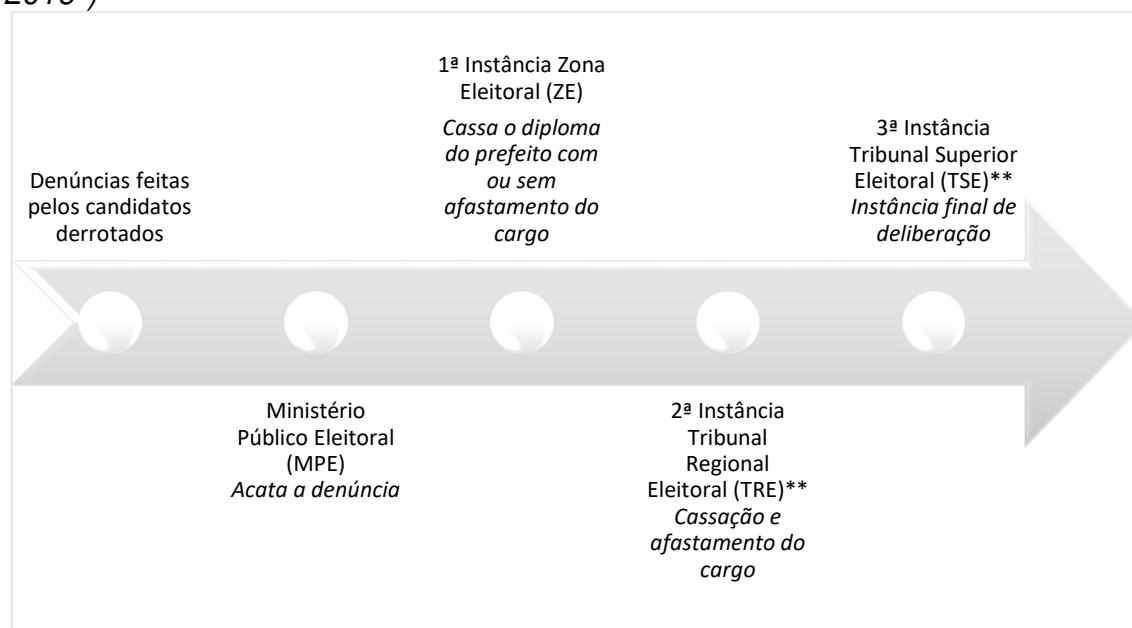 Denúncias feitas
pelos candidatos
derrotados
Ministério
Público Eleitoral
(MPE)
Acata a denúncia
1ª Instância Zona
Eleitoral (ZE)
Cassa o diploma
do prefeito com
ou sem
afastamento do
cargo
2ª Instância
Tribunal
Regional
Eleitoral (TRE)**
Cassação e
afastamento do
cargo
3ª Instância
Tribunal Superior
Eleitoral (TSE)**
Instância final de
deliberação